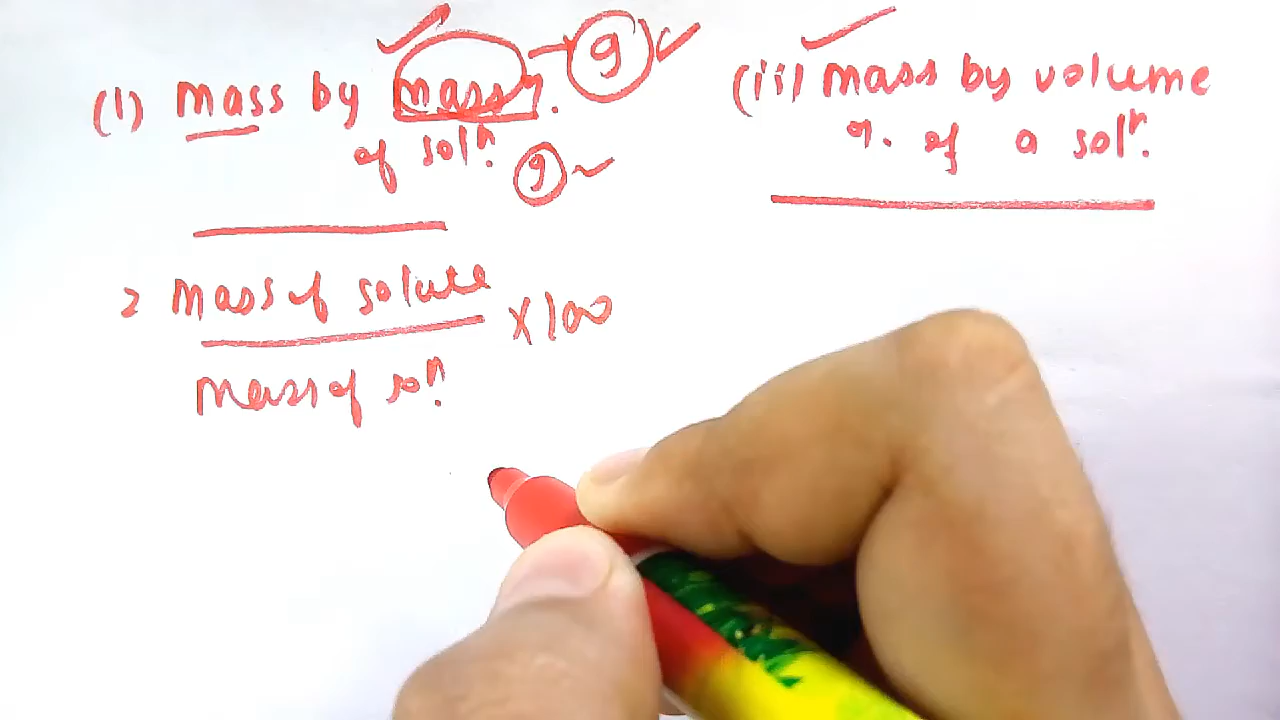 (i) mass by mass %. g
of solⁿ. g
= mass of solute
mass of solⁿ.
× 100
(ii) mass by volume
%. of a solⁿ.